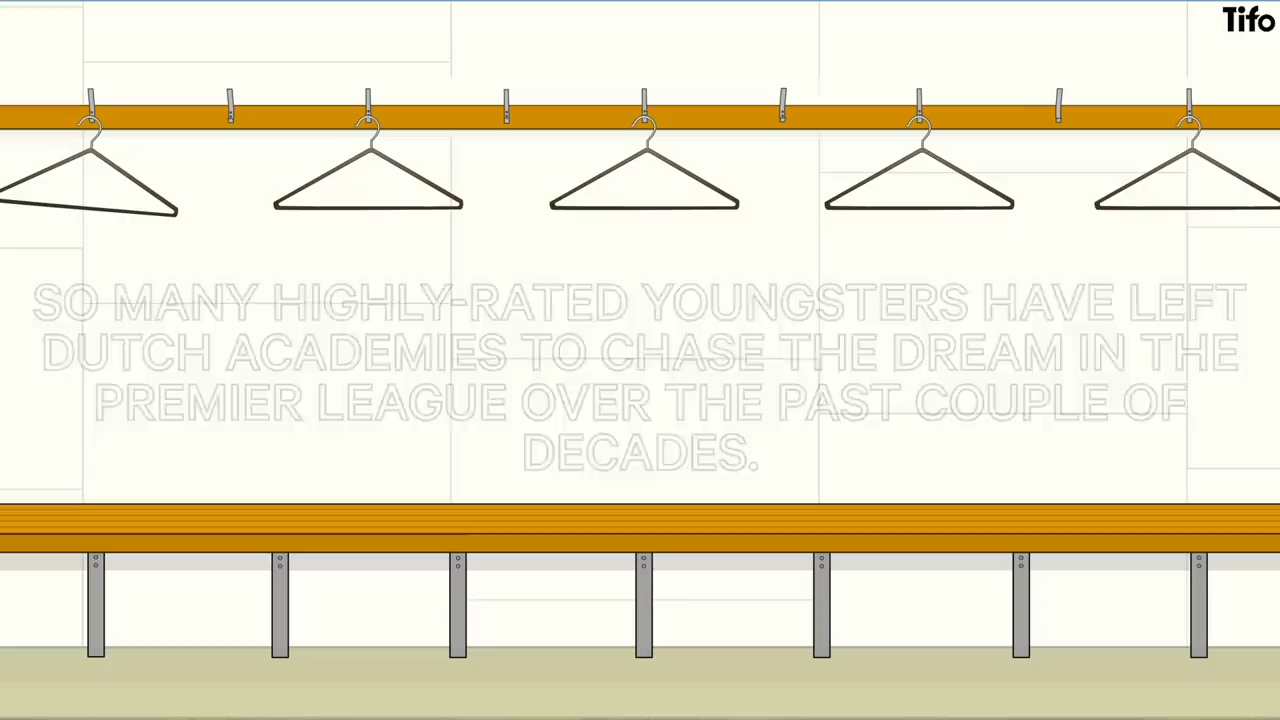 Tifo
SO MANY HIGHLY-RATED YOUNGSTERS HAVE LEFT
DUTCH ACADEMIES TO CHASE THE DREAM IN THE
PREMIER LEAGUE OVER THE PAST COUPLE OF
DECADES.